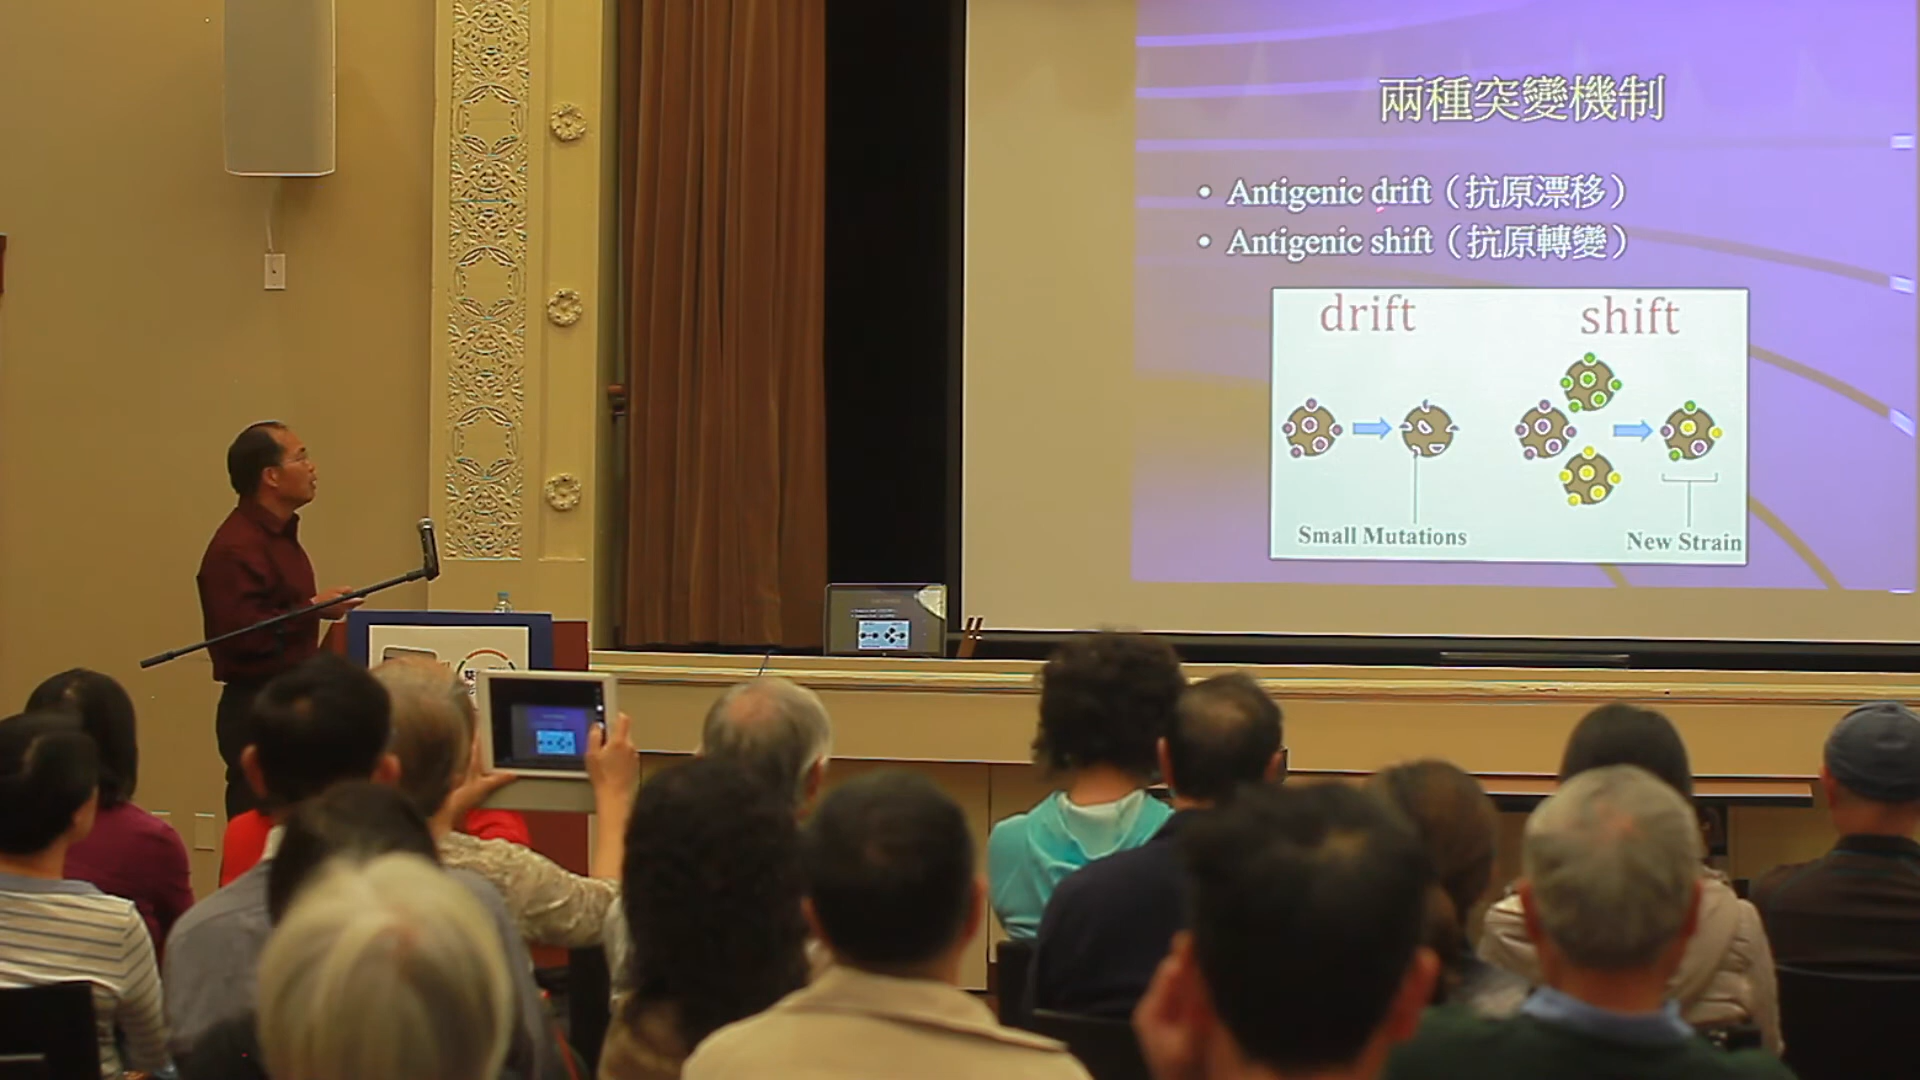 兩種突變機制
• Antigenic drift（抗原漂移）
• Antigenic shift（抗原轉變）
drift
shift
Small Mutations
New Strain